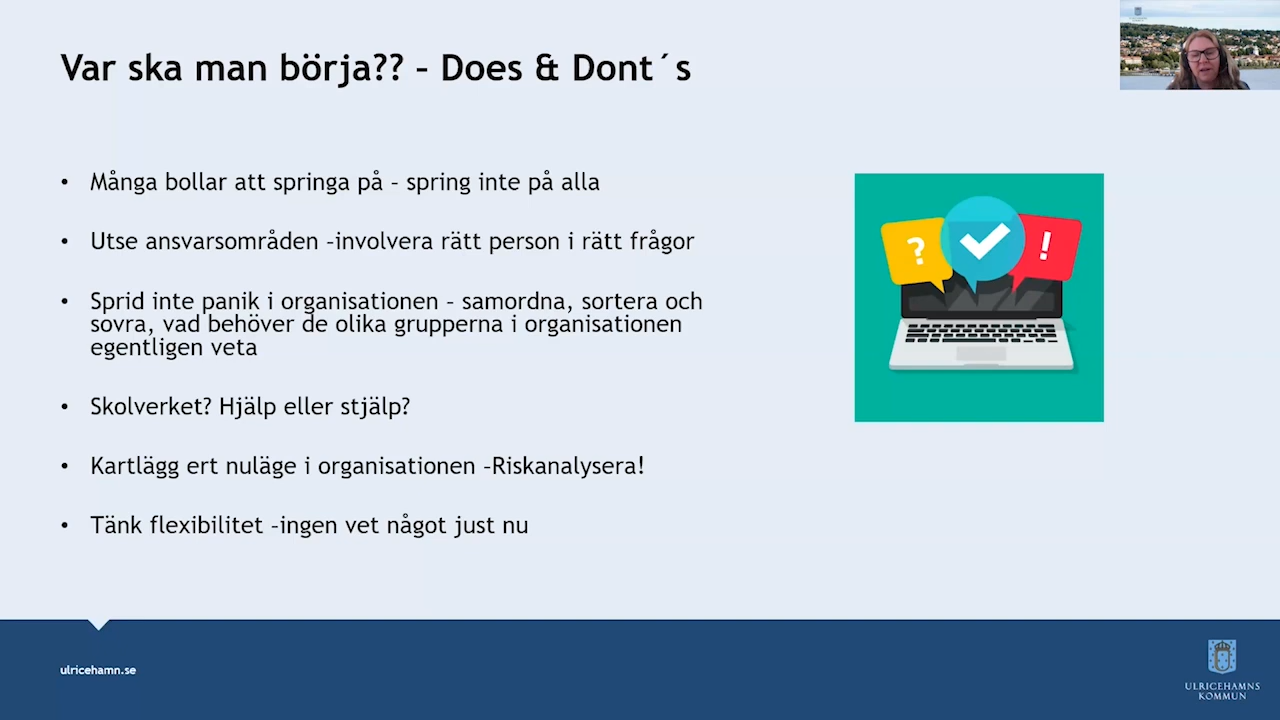 Var ska man börja?? – Does & Dont´s
• Många bollar att springa på – spring inte på alla
• Utse ansvarsområden –involvera rätt person i rätt frågor
• Sprid inte panik i organisationen – samordna, sortera och
sovra, vad behöver de olika grupperna i organisationen
egentligen veta
• Skolverket? Hjälp eller stjälp?
• Kartlägg ert nuläge i organisationen –Riskanalysera!
• Tänk flexibilitet –ingen vet något just nu
?
!
ulricehamn.se
ULRICEHAMNS
KOMMUN